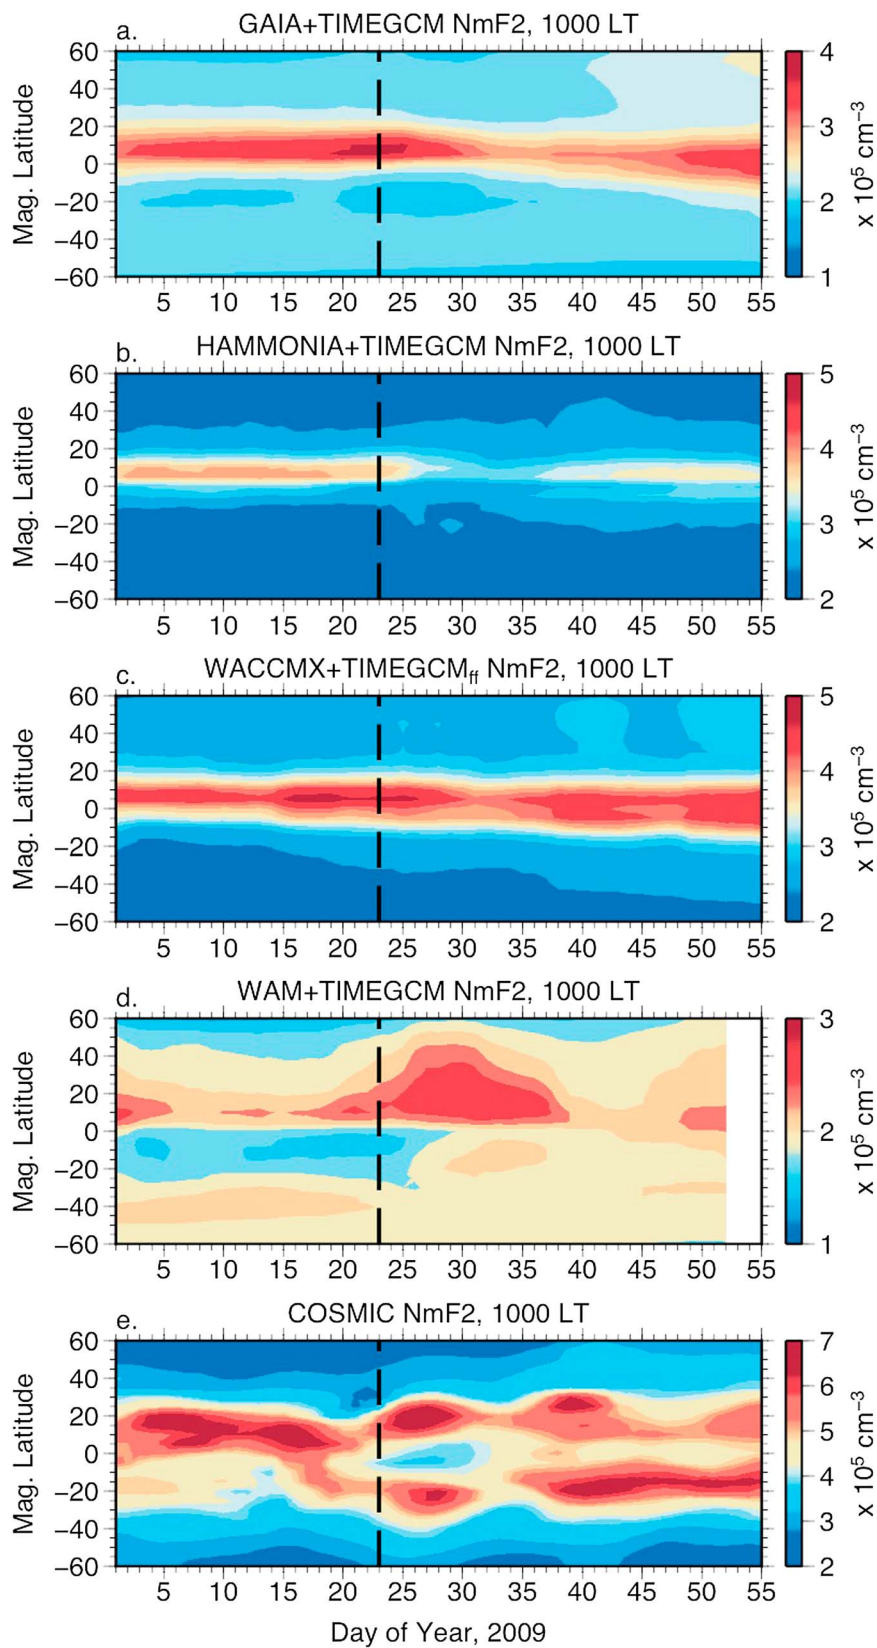 a. GAIA+TIMEGCM NmF2, 1000 LT
60
40
20
0
−20
−40
−60
Mag. Latitude
5 10 15 20 25 30 35 40 45 50 55
4
3
2
1
x 10⁵ cm⁻³
b. HAMMONIA+TIMEGCM NmF2, 1000 LT
60
40
20
0
−20
−40
−60
Mag. Latitude
5 10 15 20 25 30 35 40 45 50 55
5
4
3
2
x 10⁵ cm⁻³
c. WACCMX+TIMEGCMff NmF2, 1000 LT
60
40
20
0
−20
−40
−60
Mag. Latitude
5 10 15 20 25 30 35 40 45 50 55
5
4
3
2
x 10⁵ cm⁻³
d. WAM+TIMEGCM NmF2, 1000 LT
60
40
20
0
−20
−40
−60
Mag. Latitude
5 10 15 20 25 30 35 40 45 50 55
3
2
1
x 10⁵ cm⁻³
e. COSMIC NmF2, 1000 LT
60
40
20
0
−20
−40
−60
Mag. Latitude
5 10 15 20 25 30 35 40 45 50 55
7
6
5
4
3
2
x 10⁵ cm⁻³
Day of Year, 2009